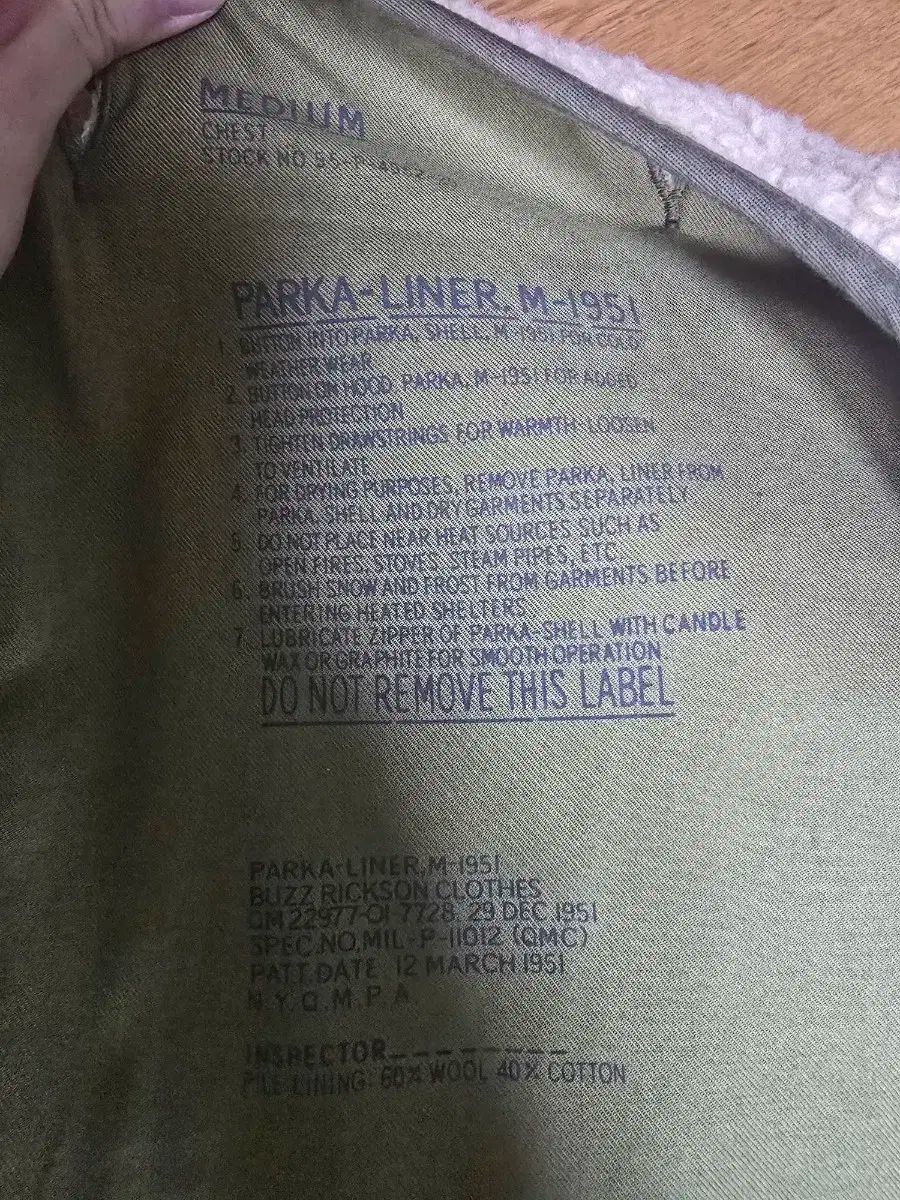 MEDIUM
CHEST
STOCK NO. 55-P-
PARKA-LINER, M-1951
1. BUTTON INTO PARKA, SHELL, M-1951 FOR COLD
WEATHER WEAR
2. BUTTON ON HOOD, PARKA, M-1951 FOR ADDED
HEAD PROTECTION
3. TIGHTEN DRAWSTRINGS FOR WARMTH-LOOSEN
TO VENTILATE
4. FOR DRYING PURPOSES, REMOVE PARKA, LINER FROM
PARKA, SHELL AND DRY GARMENTS SEPARATELY
5. DO NOT PLACE NEAR HEAT SOURCES SUCH AS
OPEN FIRES, STOVES, STEAM PIPES, ETC.
6. BRUSH SNOW AND FROST FROM GARMENTS BEFORE
ENTERING HEATED SHELTERS
7. LUBRICATE ZIPPER OF PARKA-SHELL WITH CANDLE
WAX OR GRAPHITE FOR SMOOTH OPERATION
DO NOT REMOVE THIS LABEL
PARKA-LINER, M-1951
BUZZ RICKSON CLOTHES
QM 22977-OI-7728, 29 DEC 1951
SPEC. NO. MIL-P-11012 (QMC)
PATT. DATE 12 MARCH 1951
N.Y.Q.M.P.A.
INSPECTOR
PILE LINING: 60% WOOL 40% COTTON